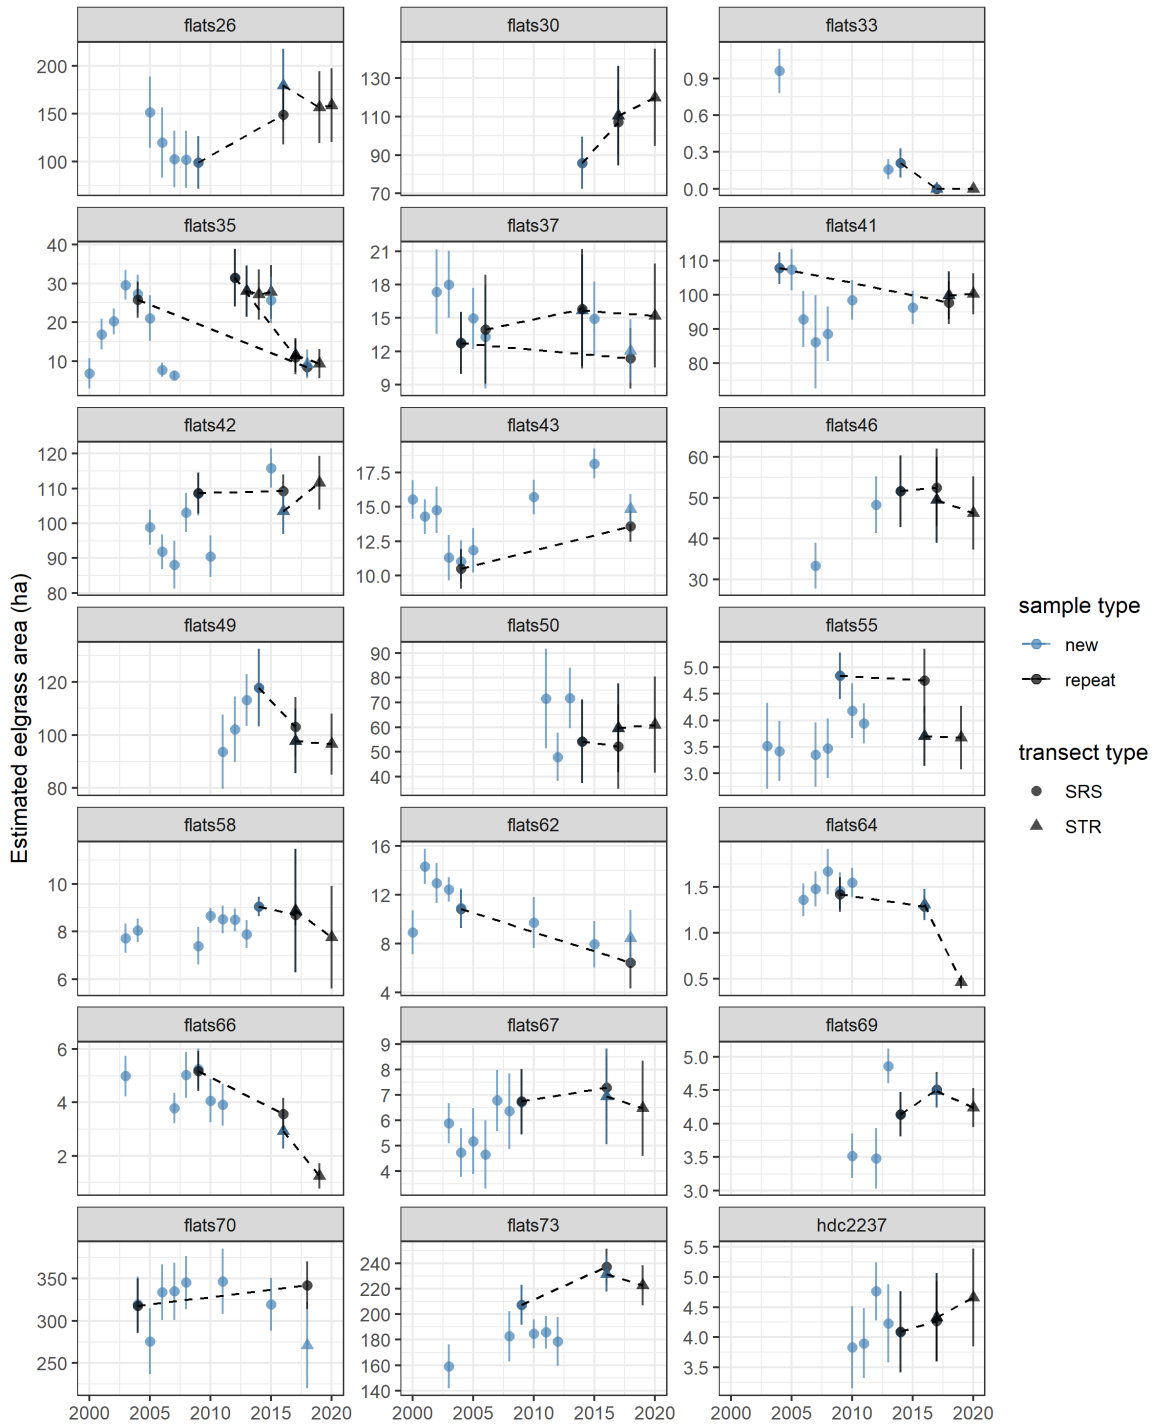 flats26
flats30
flats33
200
150
100
130
110
90
70
0.9
0.6
0.3
0.0
flats35
flats37
flats41
40
30
20
10
21
18
15
12
9
110
100
90
80
flats42
flats43
flats46
120
110
100
90
80
17.5
15.0
12.5
10.0
60
50
40
30
flats49
flats50
flats55
120
100
80
90
80
70
60
50
40
5.0
4.5
4.0
3.5
3.0
flats58
flats62
flats64
10
8
6
16
12
8
4
1.5
1.0
0.5
flats66
flats67
flats69
6
4
2
9
8
7
6
5
4
5.0
4.5
4.0
3.5
3.0
flats70
flats73
hdc2237
350
300
250
240
220
200
180
160
140
5.5
5.0
4.5
4.0
3.5
2000 2005 2010 2015 2020
2000 2005 2010 2015 2020
2000 2005 2010 2015 2020
Estimated eelgrass area (ha)
sample type
new
repeat
transect type
SRS
STR